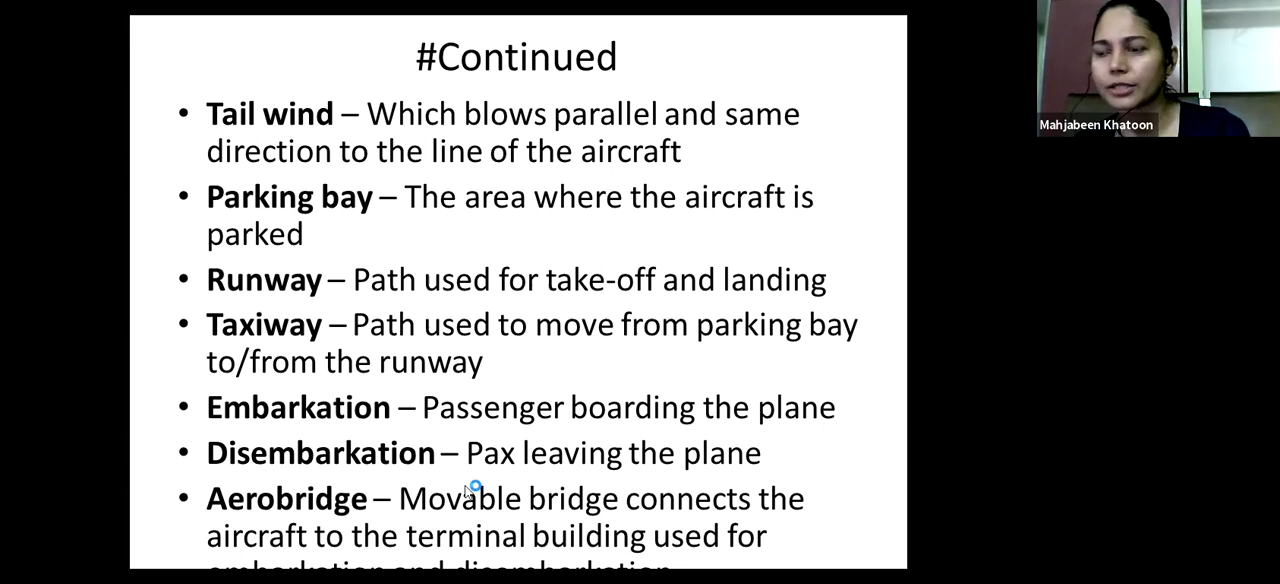 #Continued
• Tail wind – Which blows parallel and same
direction to the line of the aircraft
• Parking bay – The area where the aircraft is
parked
• Runway – Path used for take-off and landing
• Taxiway – Path used to move from parking bay
to/from the runway
• Embarkation – Passenger boarding the plane
• Disembarkation – Pax leaving the plane
• Aerobridge – Movable bridge connects the
aircraft to the terminal building used for
embarkation and disembarkation
Mahjabeen Khatoon